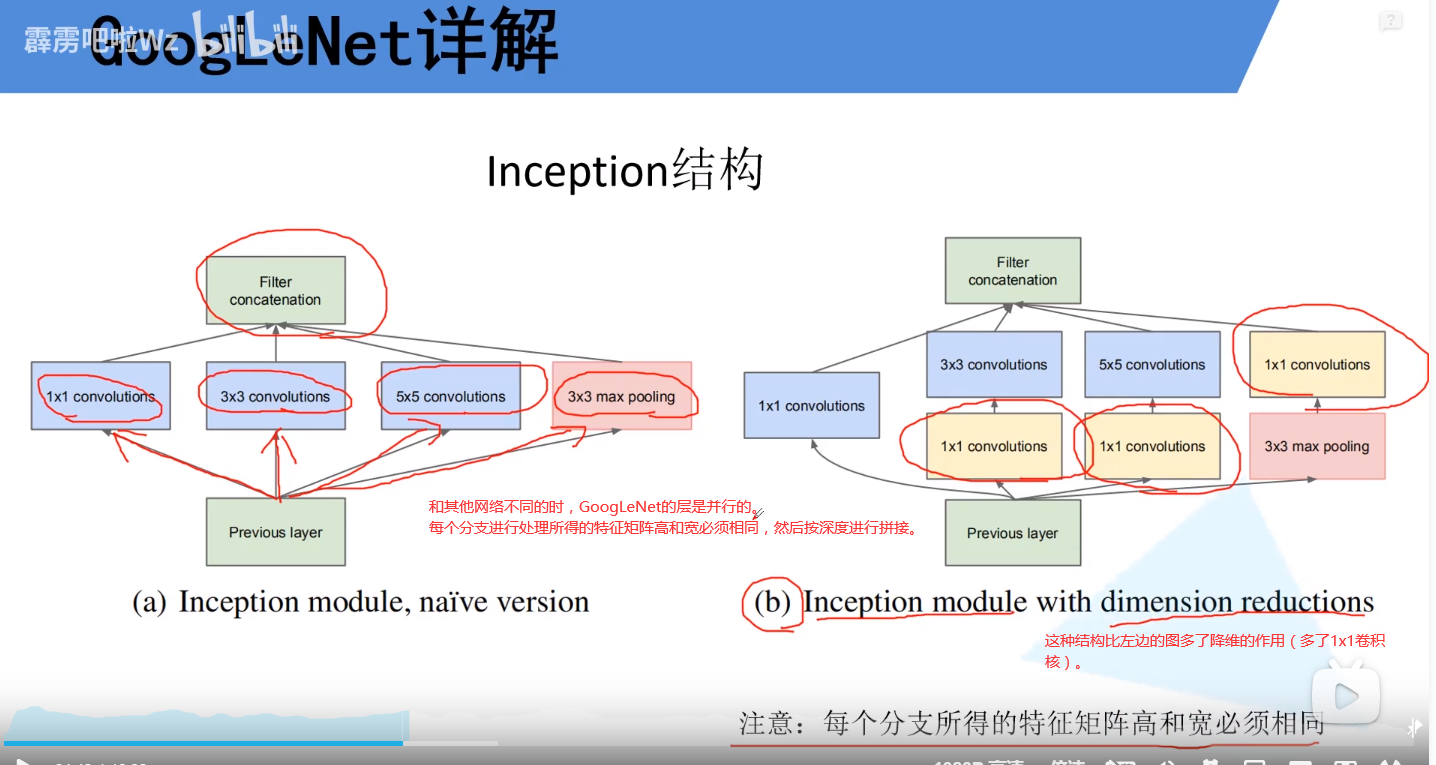 GoogLeNet详解
霹雳吧啦Wz bilibili
Inception结构
Filter
concatenation
1x1 convolutions
3x3 convolutions
5x5 convolutions
3x3 max pooling
Previous layer
(a) Inception module, naïve version
Filter
concatenation
3x3 convolutions
5x5 convolutions
1x1 convolutions
1x1 convolutions
1x1 convolutions
1x1 convolutions
3x3 max pooling
Previous layer
(b) Inception module with dimension reductions
和其他网络不同的时，GoogLeNet的层是并行的。
每个分支进行处理所得的特征矩阵高和宽必须相同，然后按深度进行拼接。
这种结构比左边的图多了降维的作用（多了1x1卷积
核）。
注意：每个分支所得的特征矩阵高和宽必须相同